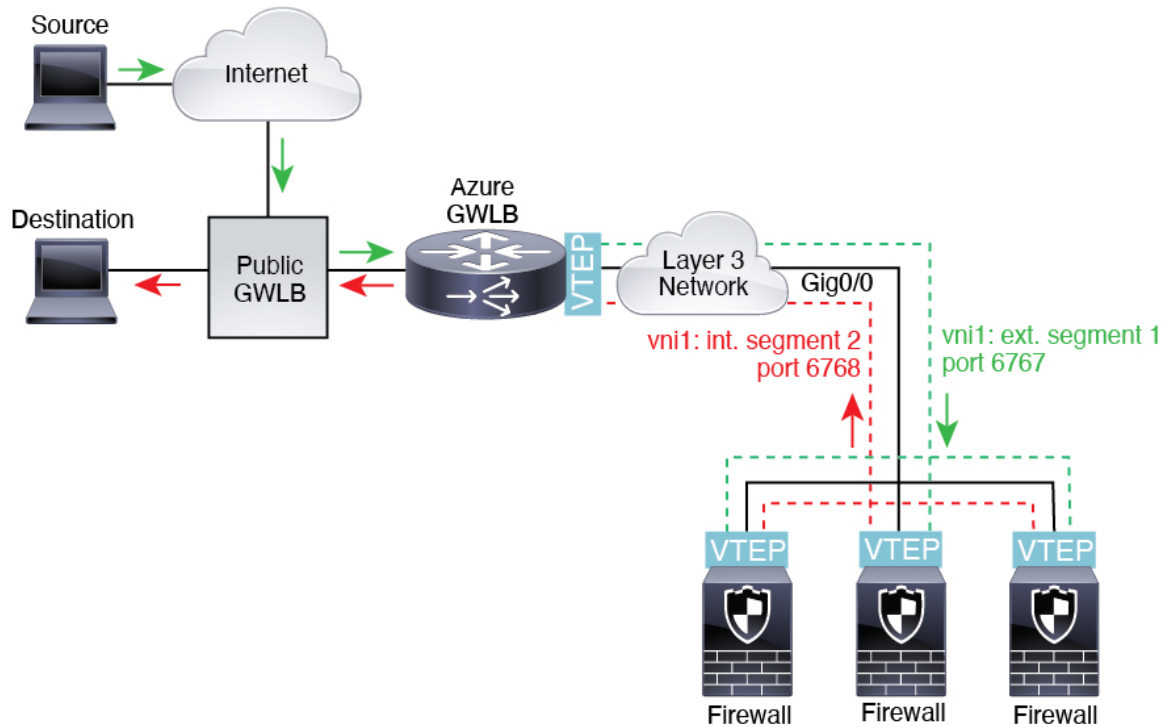 Source
Internet
Destination
Public
GWLB
Azure
GWLB
VTEP
Layer 3
Network
Gig0/0
vni1: int. segment 2
port 6768
vni1: ext. segment 1
port 6767
VTEP
VTEP
VTEP
Firewall
Firewall
Firewall